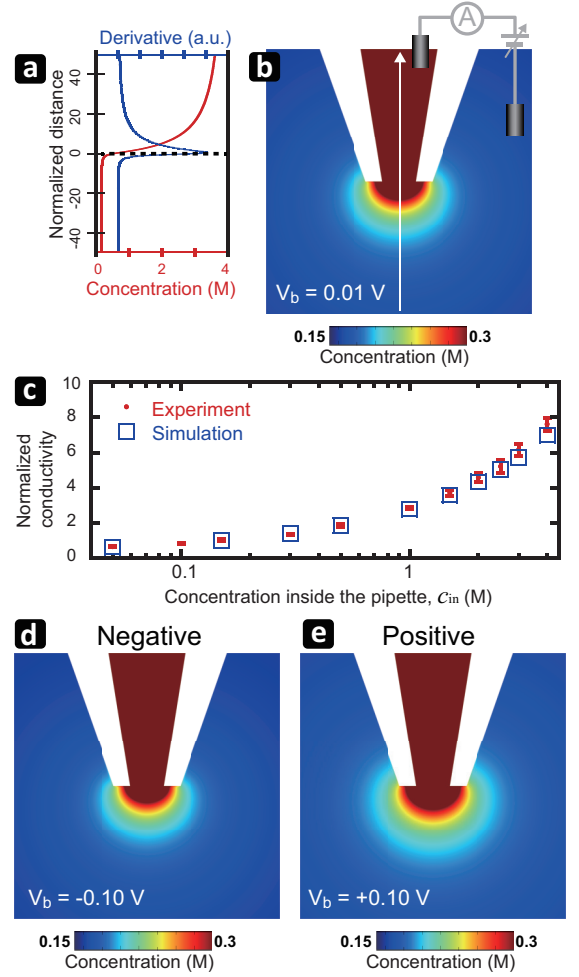 Derivative (a.u.)
a
40
20
0
-20
-40
Normalized distance
0
2
4
Concentration (M)
b
A
V_b = 0.01 V
0.15
0.3
Concentration (M)
c
10
8
6
4
2
0
Normalized
conductivity
Experiment
Simulation
0.1
1
Concentration inside the pipette, c_in (M)
d
Negative
V_b = -0.10 V
0.15
0.3
Concentration (M)
e
Positive
V_b = +0.10 V
0.15
0.3
Concentration (M)